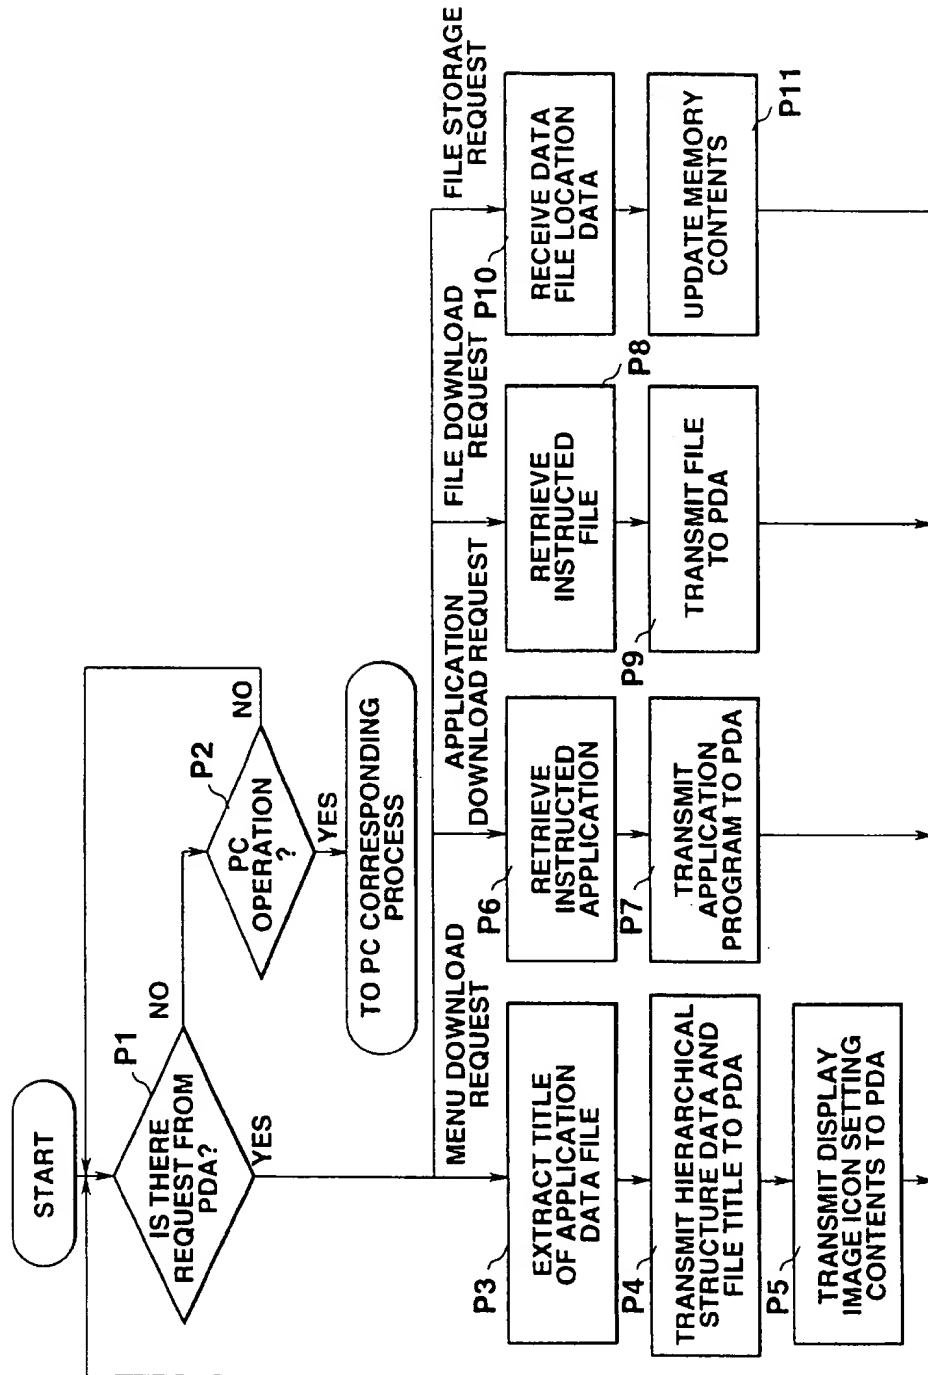 START
P1
IS THERE
REQUEST FROM
PDA?
NO
YES
P2
PC
OPERATION
?
NO
YES
TO PC CORRESPONDING
PROCESS
MENU DOWNLOAD
REQUEST
P3
EXTRACT TITLE
OF APPLICATION
DATA FILE
P4
TRANSMIT HIERARCHICAL
STRUCTURE DATA AND
FILE TITLE TO PDA
P5
TRANSMIT DISPLAY
IMAGE ICON SETTING
CONTENTS TO PDA
APPLICATION
DOWNLOAD REQUEST
P6
RETRIEVE
INSTRUCTED
APPLICATION
P7
TRANSMIT
APPLICATION
PROGRAM TO PDA
FILE DOWNLOAD
REQUEST
P8
RETRIEVE
INSTRUCTED
FILE
P9
TRANSMIT FILE
TO PDA
FILE STORAGE
REQUEST
P10
RECEIVE DATA
FILE LOCATION
DATA
UPDATE MEMORY
CONTENTS
P11